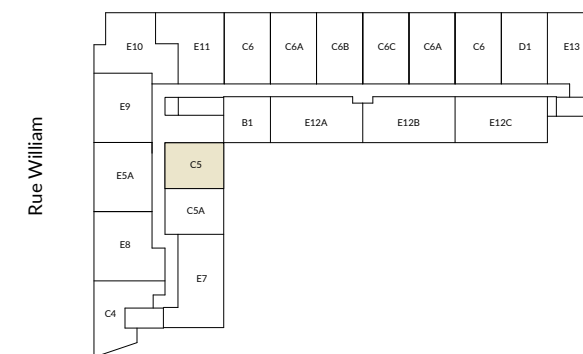 E10 E11 C6 C6A C6B C6C C6A C6 D1 E13
E9
B1 E12A E12B E12C
Rue William
C5
E5A
C5A
E8
E7
C4